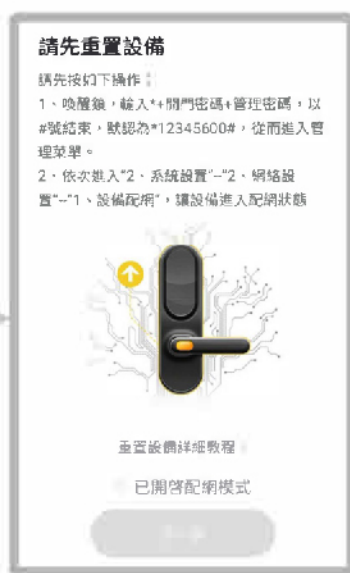 請先重置設備
請先按如下操作：
1、喚醒鎖，輸入*+開門密碼+管理密碼，以
#號結束，默認為*12345600#，從而進入管
理菜單。
2、依次進入"2、系統設置"--"2、網絡設
置"--"1、設備配網"，讓設備進入配網狀態
重置設備詳細教程
已開啓配網模式